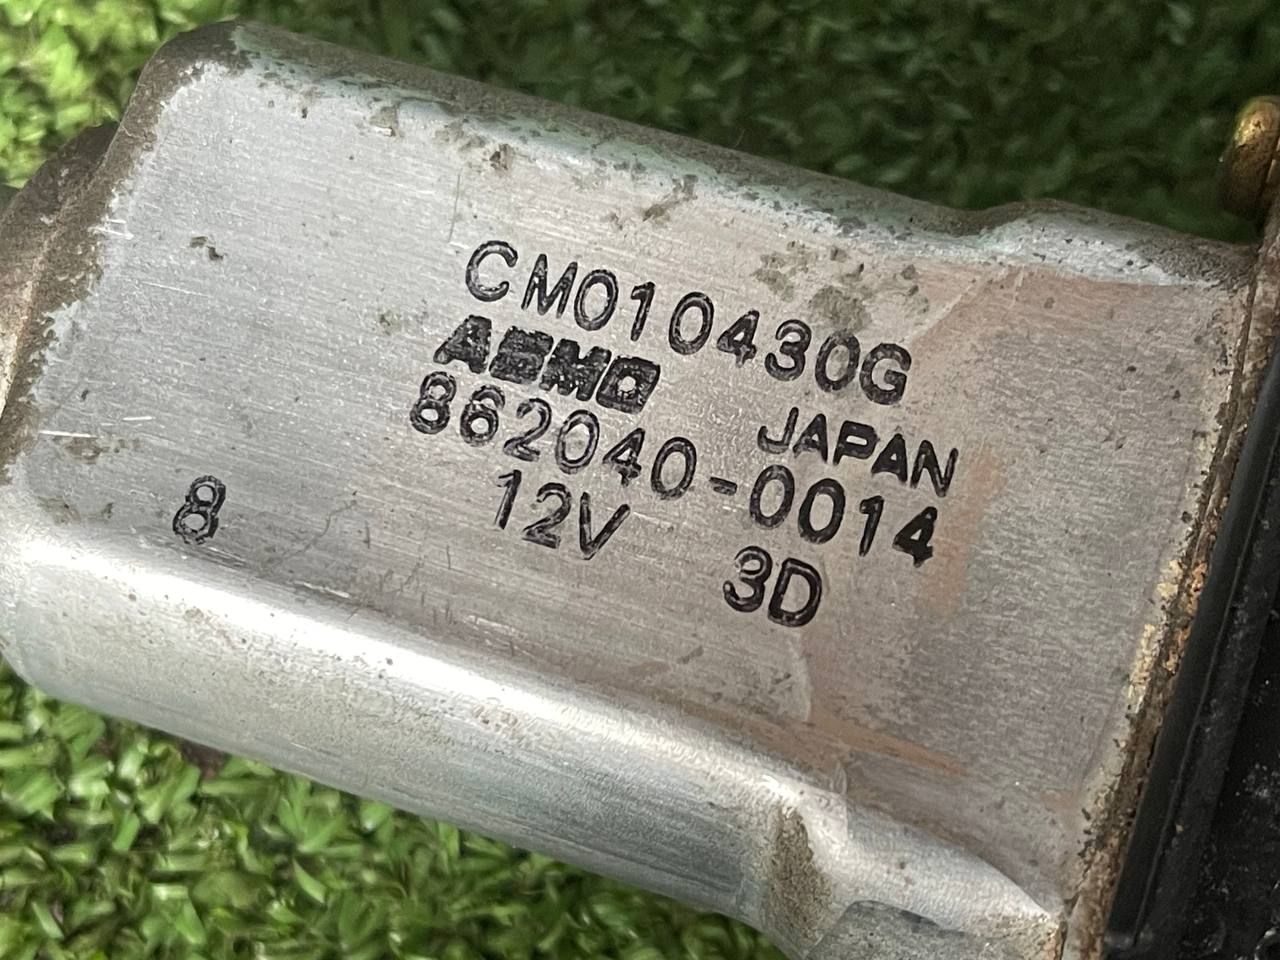 CM010430G
ASMO JAPAN
862040-0014
8 12V 3D